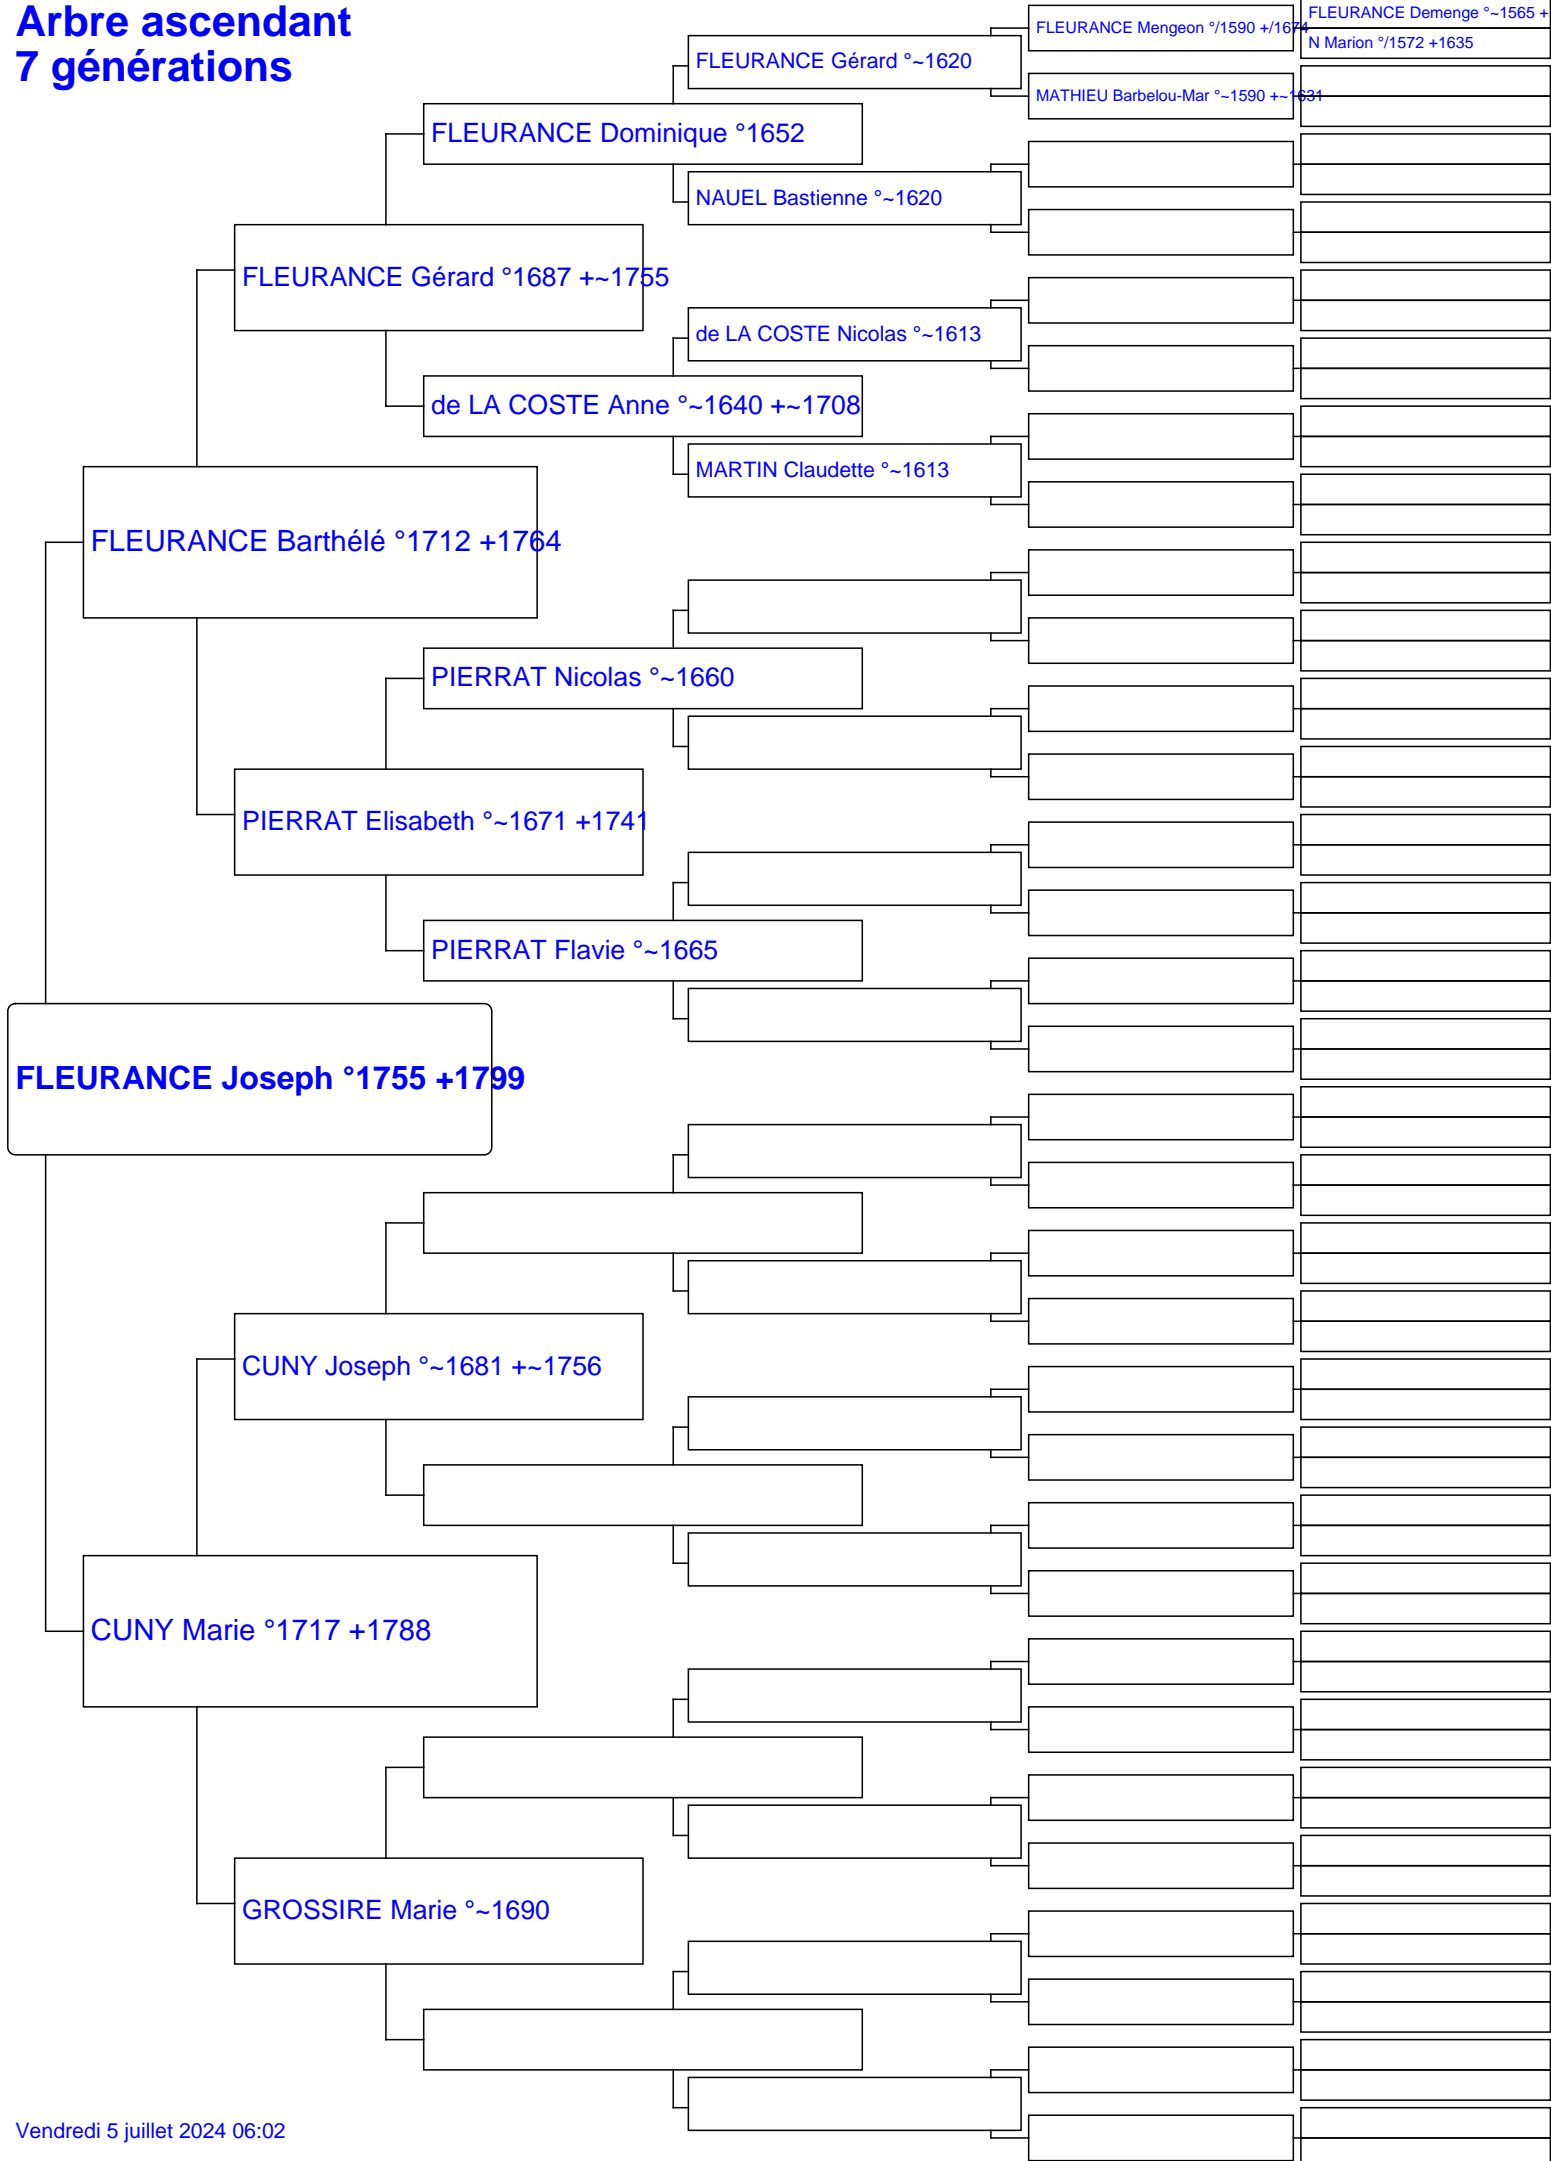 Arbre ascendant
7 générations
FLEURANCE Demenge °~1565 +
FLEURANCE Mengeon °/1590 +/1674
N Marion °/1572 +1635
FLEURANCE Gérard °~1620
MATHIEU Barbelou-Mar °~1590 +~1631
FLEURANCE Dominique °1652
NAUEL Bastienne °~1620
FLEURANCE Gérard °1687 +~1755
de LA COSTE Nicolas °~1613
de LA COSTE Anne °~1640 +~1708
MARTIN Claudette °~1613
FLEURANCE Barthélé °1712 +1764
PIERRAT Nicolas °~1660
PIERRAT Elisabeth °~1671 +1741
PIERRAT Flavie °~1665
FLEURANCE Joseph °1755 +1799
CUNY Joseph °~1681 +~1756
CUNY Marie °1717 +1788
GROSSIRE Marie °~1690
Vendredi 5 juillet 2024 06:02